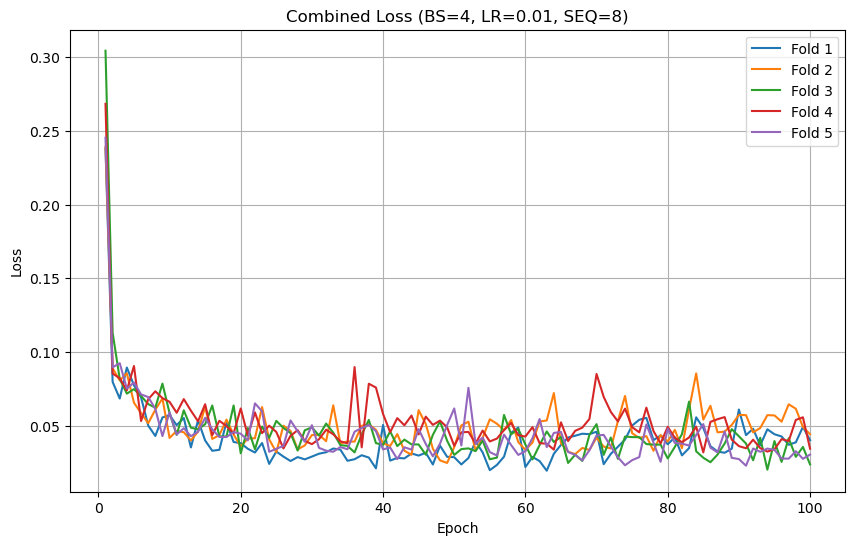 Combined Loss (BS=4, LR=0.01, SEQ=8)
Loss
0.30
0.25
0.20
0.15
0.10
0.05
Fold 1
Fold 2
Fold 3
Fold 4
Fold 5
0 20 40 60 80 100
Epoch